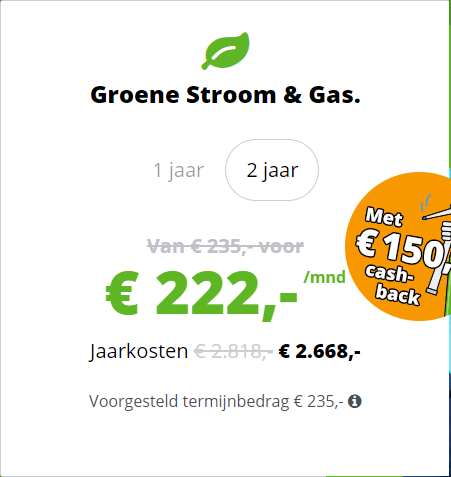 Groene Stroom & Gas.
1 jaar 2 jaar
Van € 235,- voor
€ 222,- /mnd
Met
€ 150,-
cash-
back
Jaarkosten € 2.818,- € 2.668,-
Voorgesteld termijnbedrag € 235,-